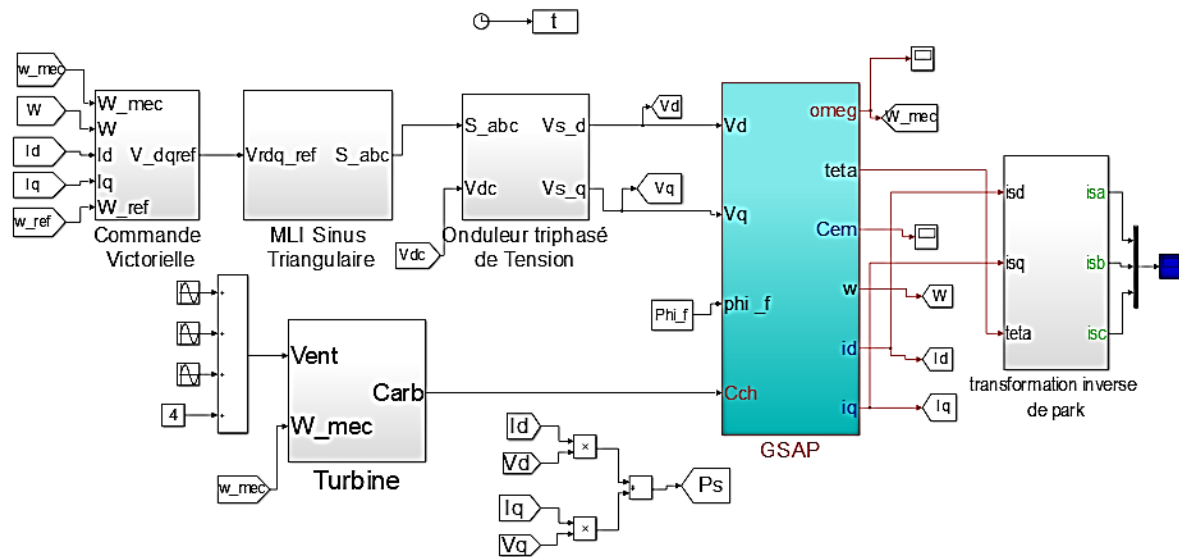 t
w_mec
W
Id
Iq
w_ref
W_mec
W
Id
Iq
W_ref
V_dqref
Commande
Victorielle
Vrdq_ref
S_abc
MLI Sinus
Triangulaire
S_abc
Vdc
Vs_d
Vs_q
Onduleur triphasé
de Tension
Vdc
Vd
Vq
Vd
Vq
phi_f
Cch
omeg
teta
Cem
w
id
iq
GSAP
Phi_f
W_mec
W
Id
Iq
isd
isq
teta
isa
isb
isc
transformation inverse
de park
4
Vent
W_mec
Carb
Turbine
w_mec
Id
Vd
Iq
Vq
×
×
+
+
+
+
+
Ps